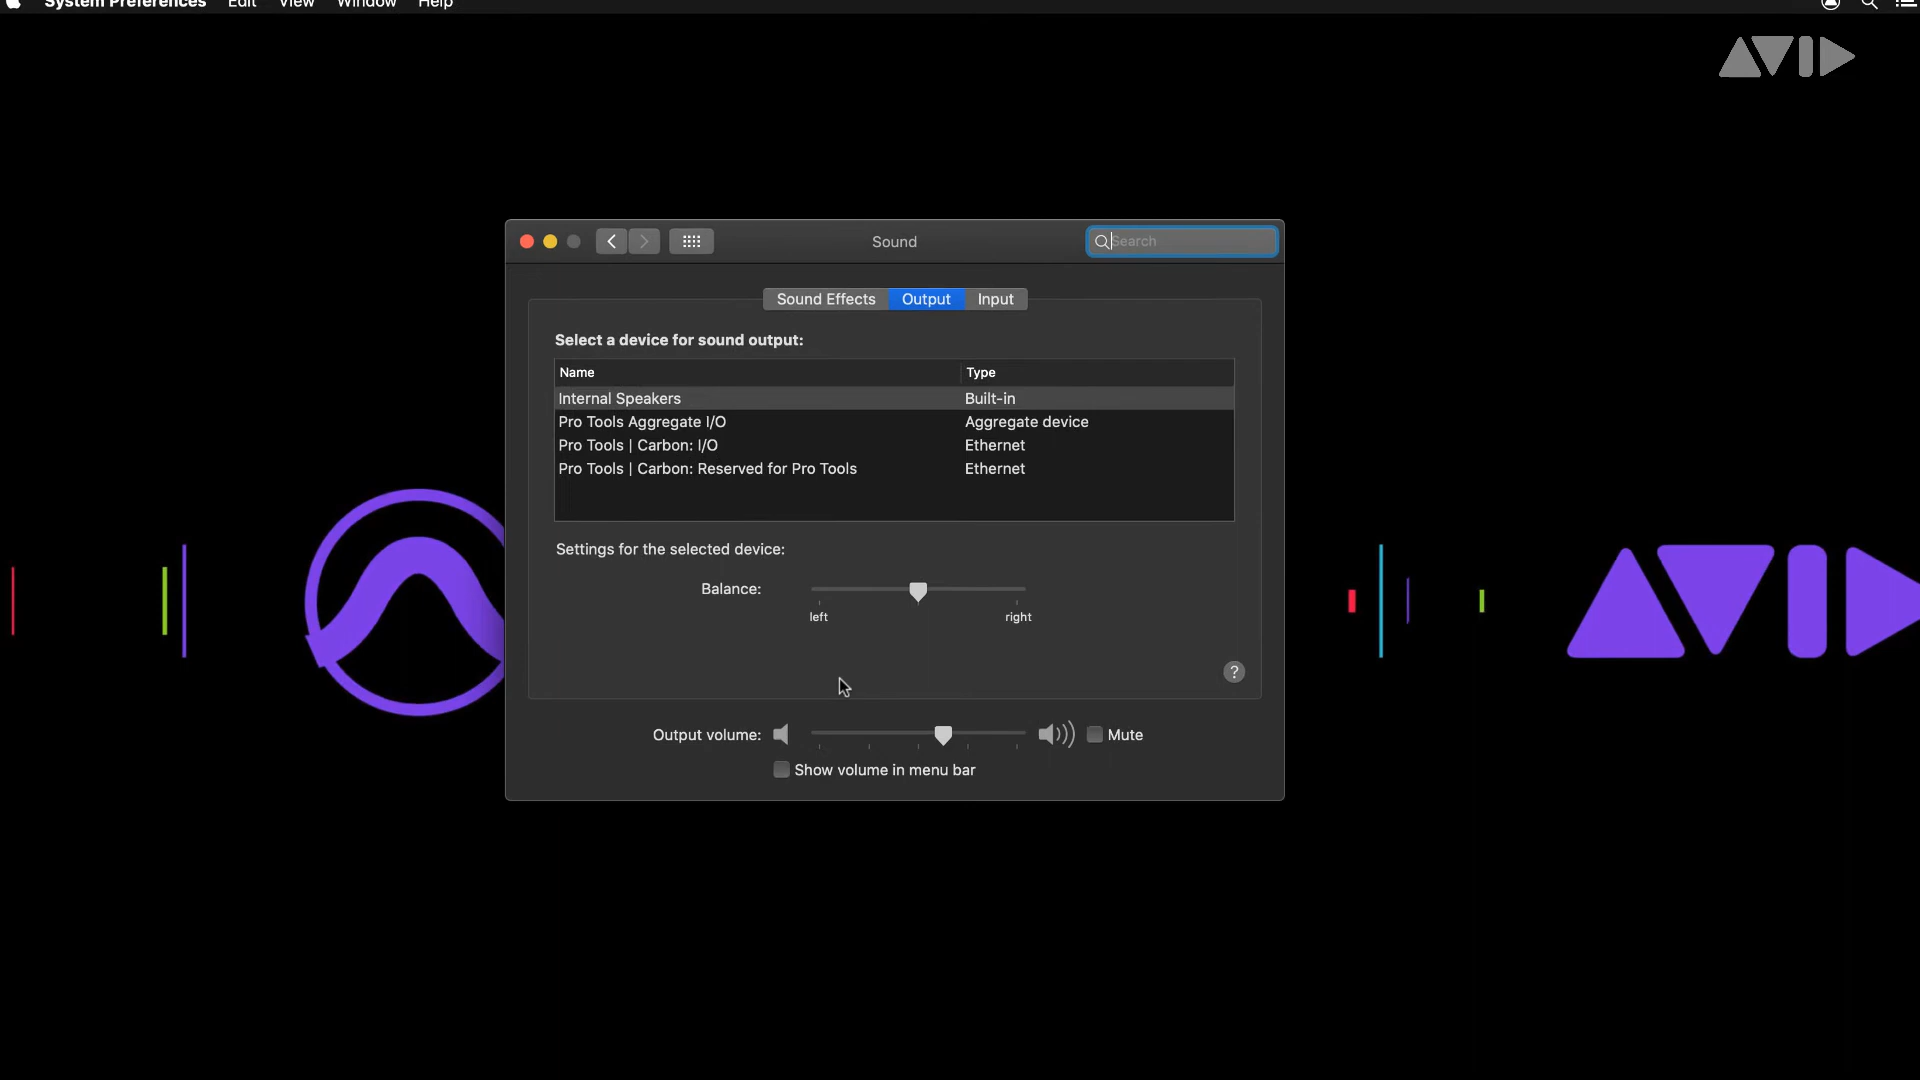 System Preferences Edit View Window Help
AVID
Sound
Search
Sound Effects Output Input
Select a device for sound output:
Name Type
Internal Speakers Built-in
Pro Tools Aggregate I/O Aggregate device
Pro Tools | Carbon: I/O Ethernet
Pro Tools | Carbon: Reserved for Pro Tools Ethernet
Settings for the selected device:
Balance:
left right
?
AVID
Output volume: Mute
Show volume in menu bar